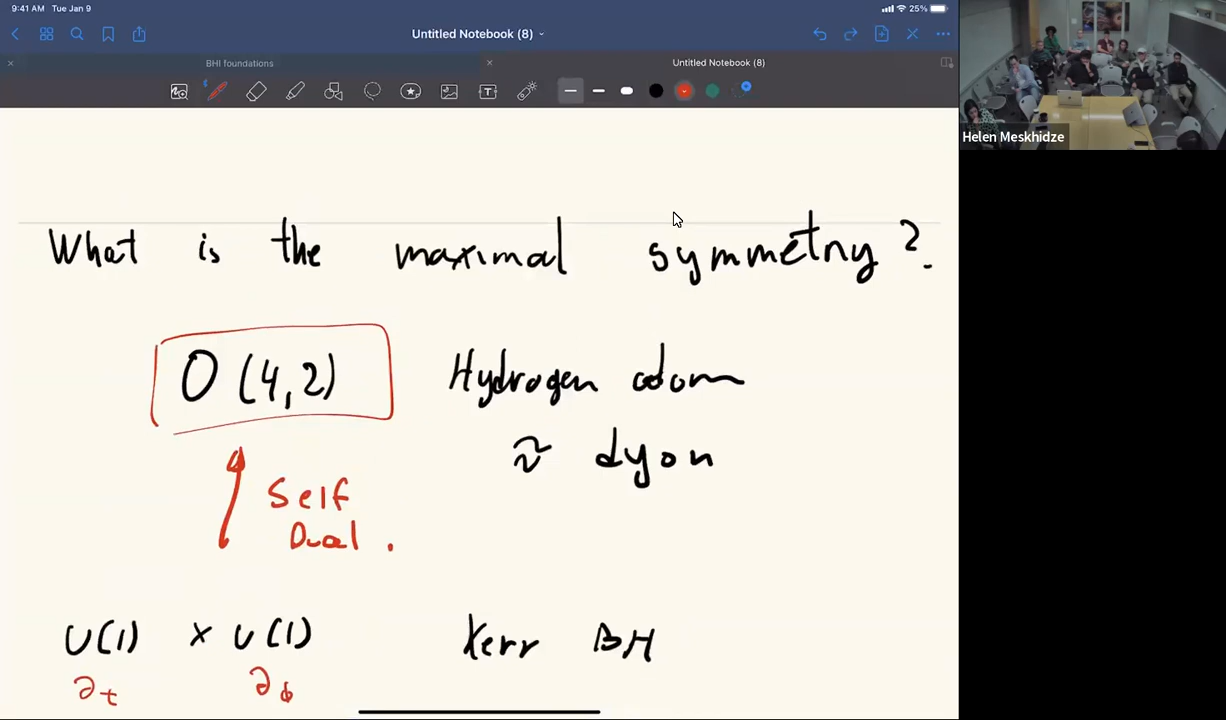 9:41 AM Tue Jan 9
25%
Untitled Notebook (8)
BHI foundations
Untitled Notebook (8)
Helen Meskhidze
What is the maximal symmetry?
O (4,2) Hydrogen atom
≈ dyon
Self
Dual.
U(1) × U(1) Kerr BH
∂t ∂ϕ